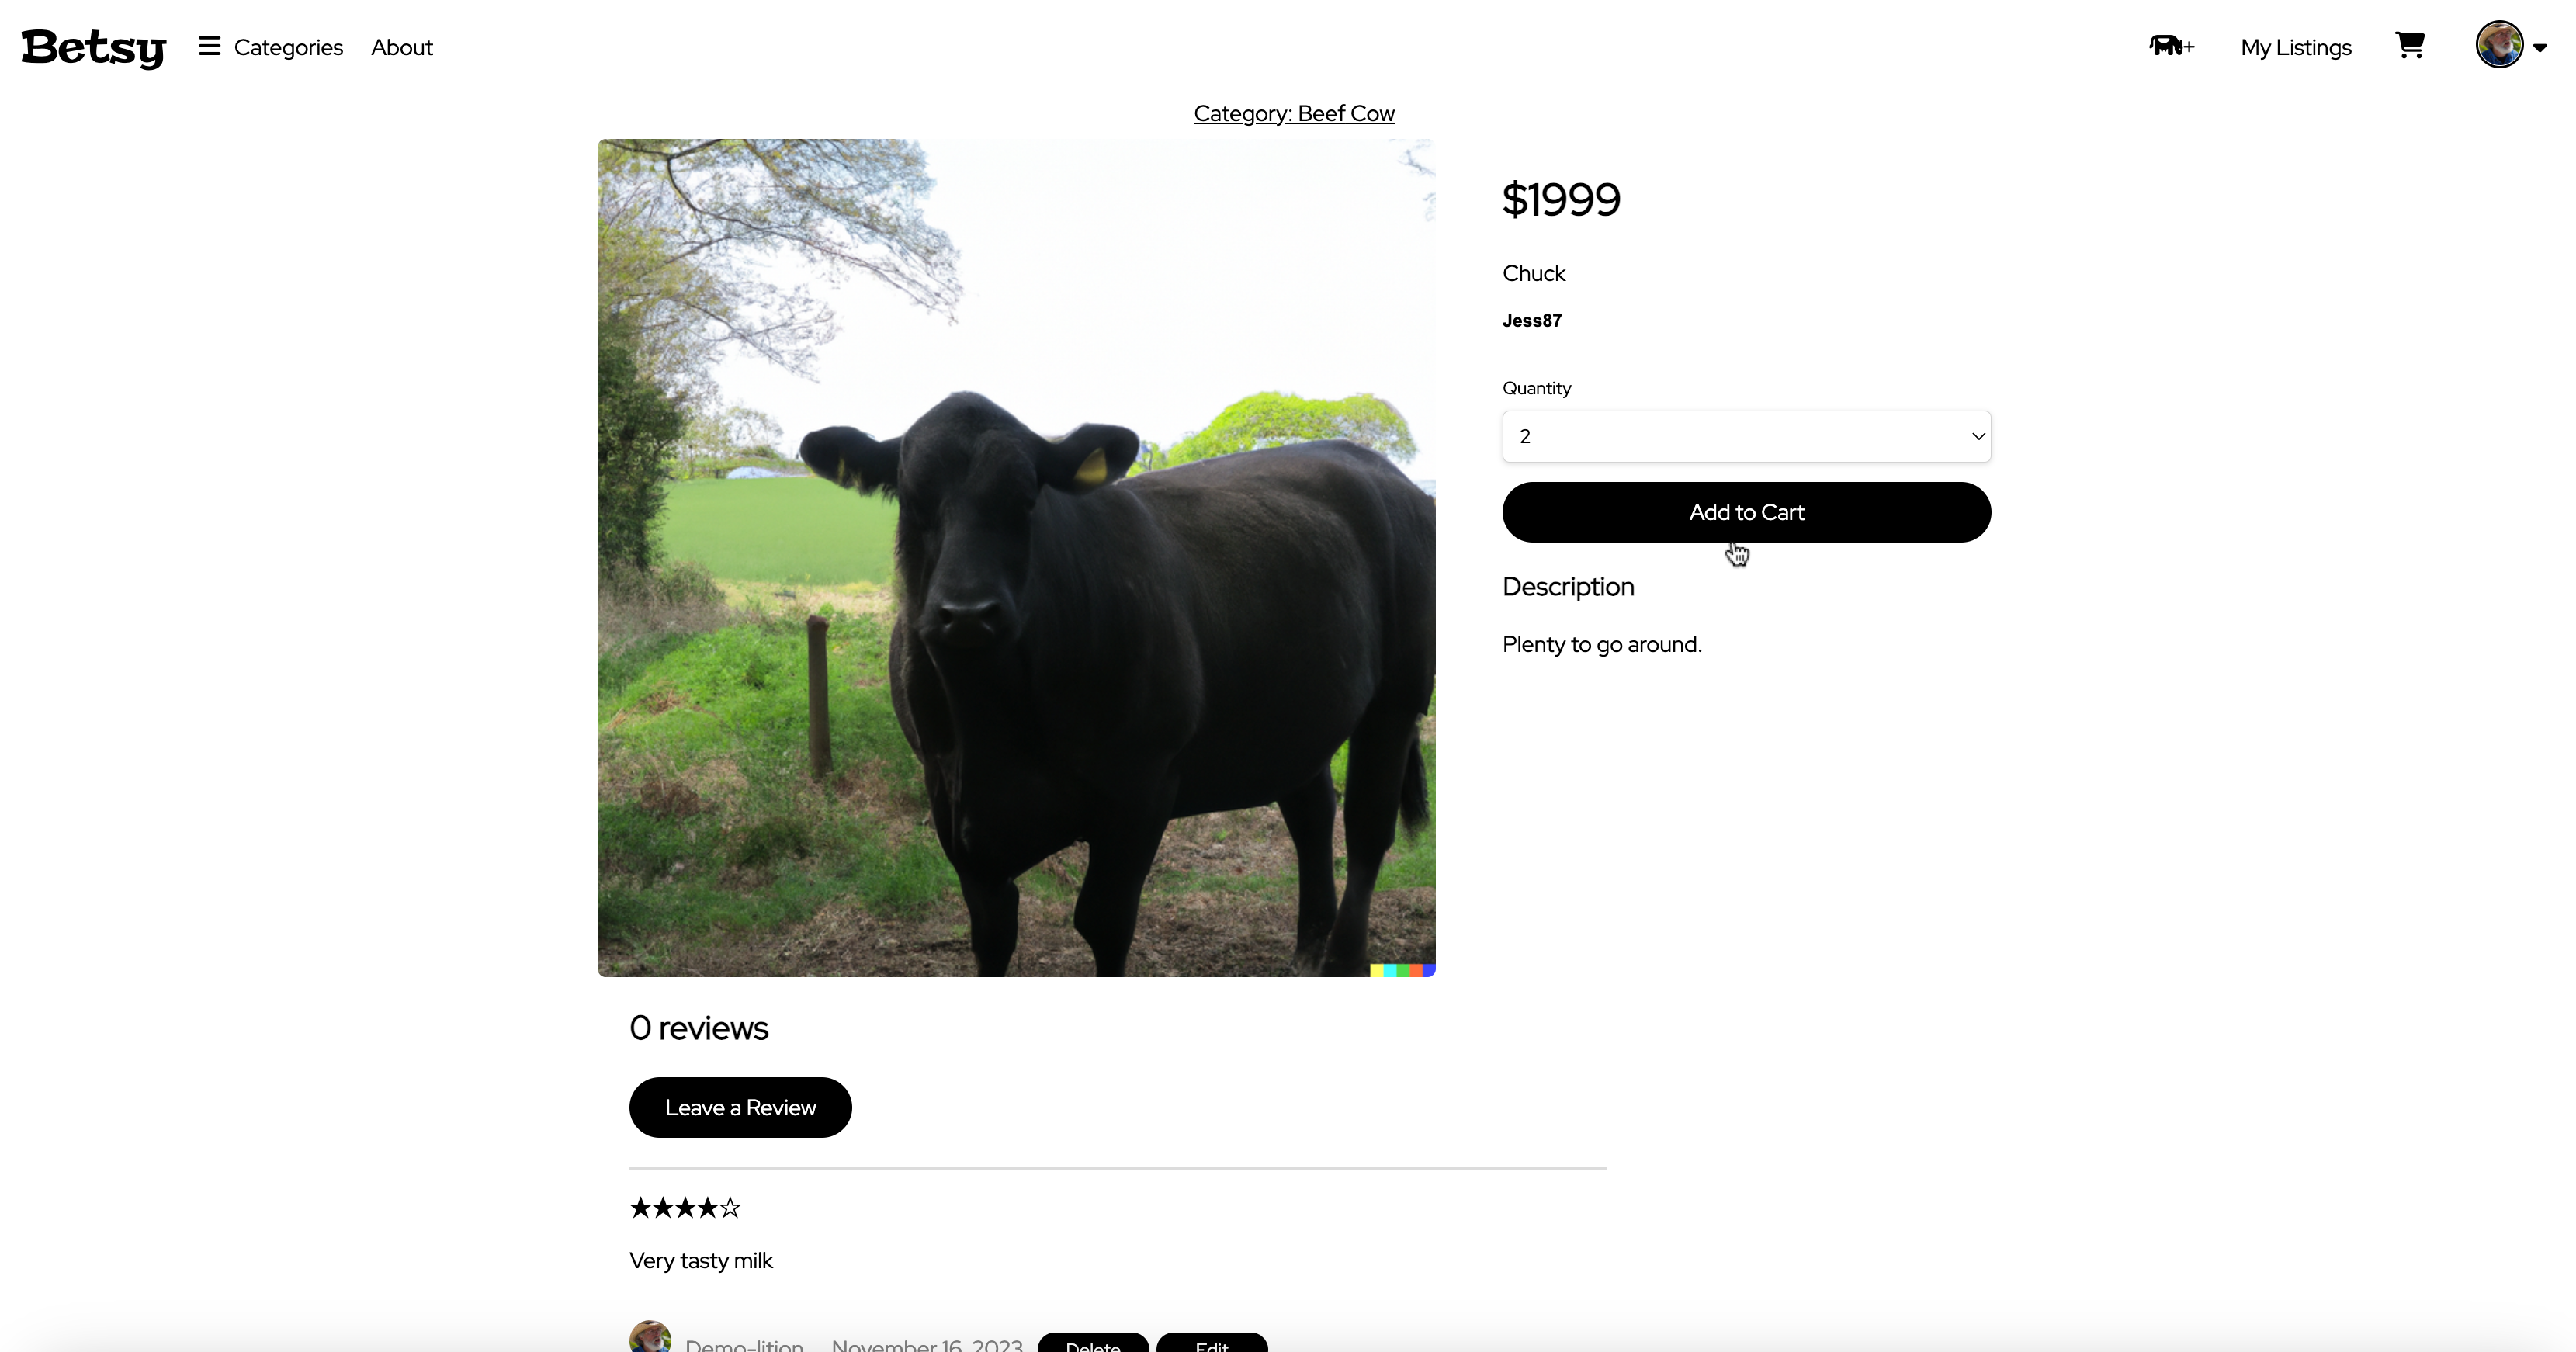 Betsy
Categories
About
+
My Listings
Category: Beef Cow
$1999
Chuck
Jess87
Quantity
2
Add to Cart
Description
Plenty to go around.
0 reviews
Leave a Review
★★★★☆
Very tasty milk
Demo-lition November 16, 2023 Delete Edit